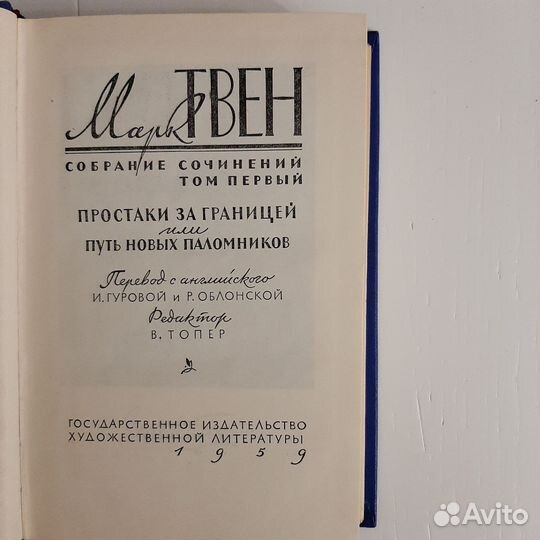 Марк ТВЕН
СОБРАНИЕ СОЧИНЕНИЙ
ТОМ ПЕРВЫЙ
ПРОСТАКИ ЗА ГРАНИЦЕЙ
или
ПУТЬ НОВЫХ ПАЛОМНИКОВ
Перевод с английского
И. ГУРОВОЙ и Р. ОБЛОНСКОЙ
Редактор
В. ТОПЕР
ГОСУДАРСТВЕННОЕ ИЗДАТЕЛЬСТВО
ХУДОЖЕСТВЕННОЙ ЛИТЕРАТУРЫ
1959
Avito